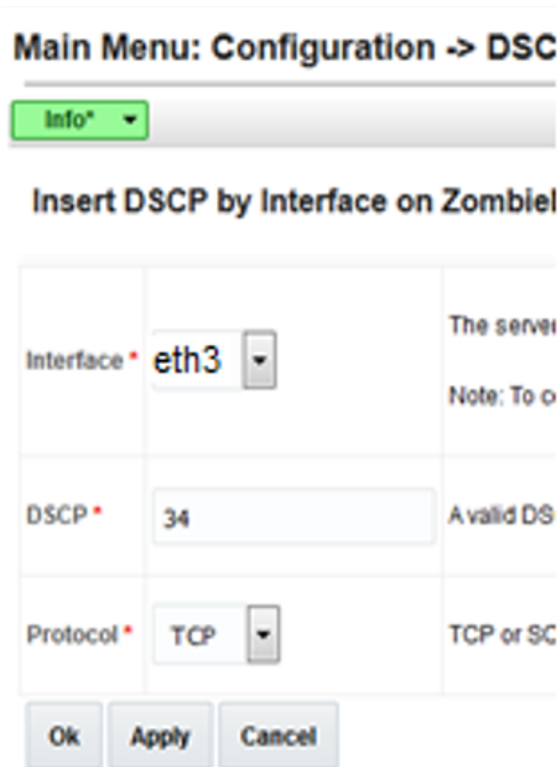 Main Menu: Configuration -> DSC
Info*
Insert DSCP by Interface on Zombie
Interface * eth3 The server
Note: To c
DSCP * 34 A valid DS
Protocol * TCP TCP or SC
Ok Apply Cancel